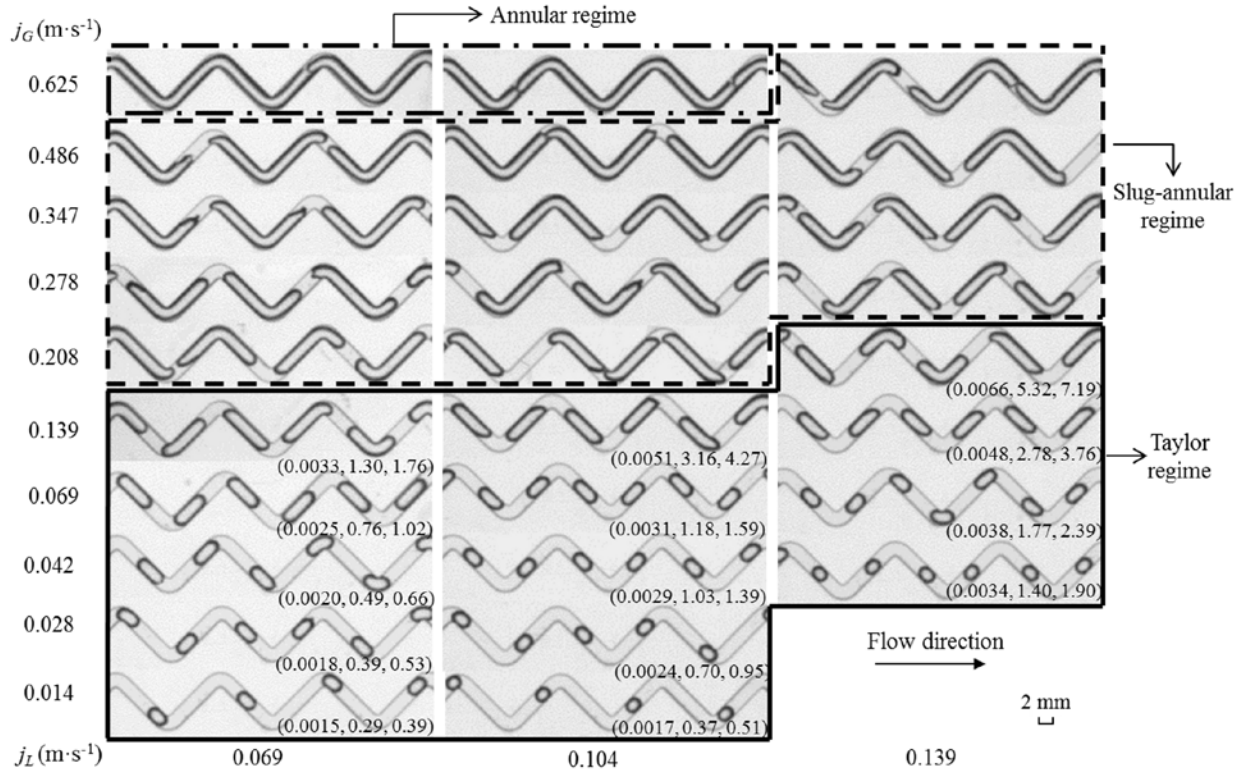 Annular regime
j_G (m·s⁻¹)
0.625
0.486
Slug-annular
regime
0.347
0.278
0.208
(0.0066, 5.32, 7.19)
0.139
(0.0033, 1.30, 1.76)
(0.0051, 3.16, 4.27)
(0.0048, 2.78, 3.76)
Taylor
regime
0.069
(0.0025, 0.76, 1.02)
(0.0031, 1.18, 1.59)
(0.0038, 1.77, 2.39)
0.042
(0.0020, 0.49, 0.66)
(0.0029, 1.03, 1.39)
(0.0034, 1.40, 1.90)
0.028
(0.0018, 0.39, 0.53)
(0.0024, 0.70, 0.95)
Flow direction
0.014
(0.0015, 0.29, 0.39)
(0.0017, 0.37, 0.51)
2 mm
j_L (m·s⁻¹)
0.069
0.104
0.139